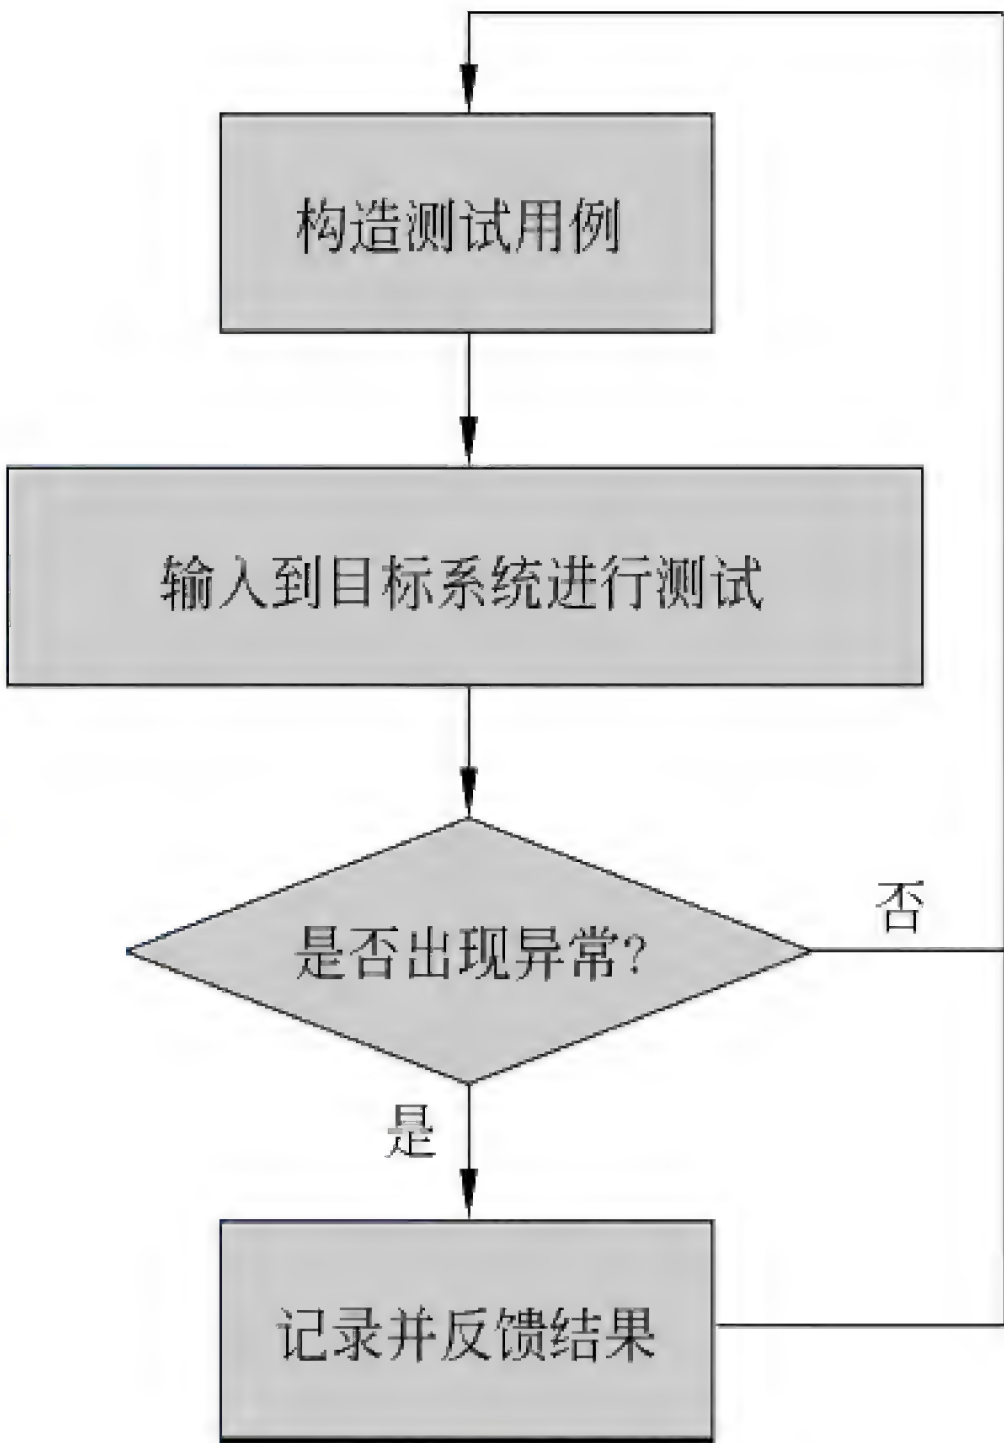 构造测试用例
输入到目标系统进行测试
是否出现异常?
否
是
记录并反馈结果